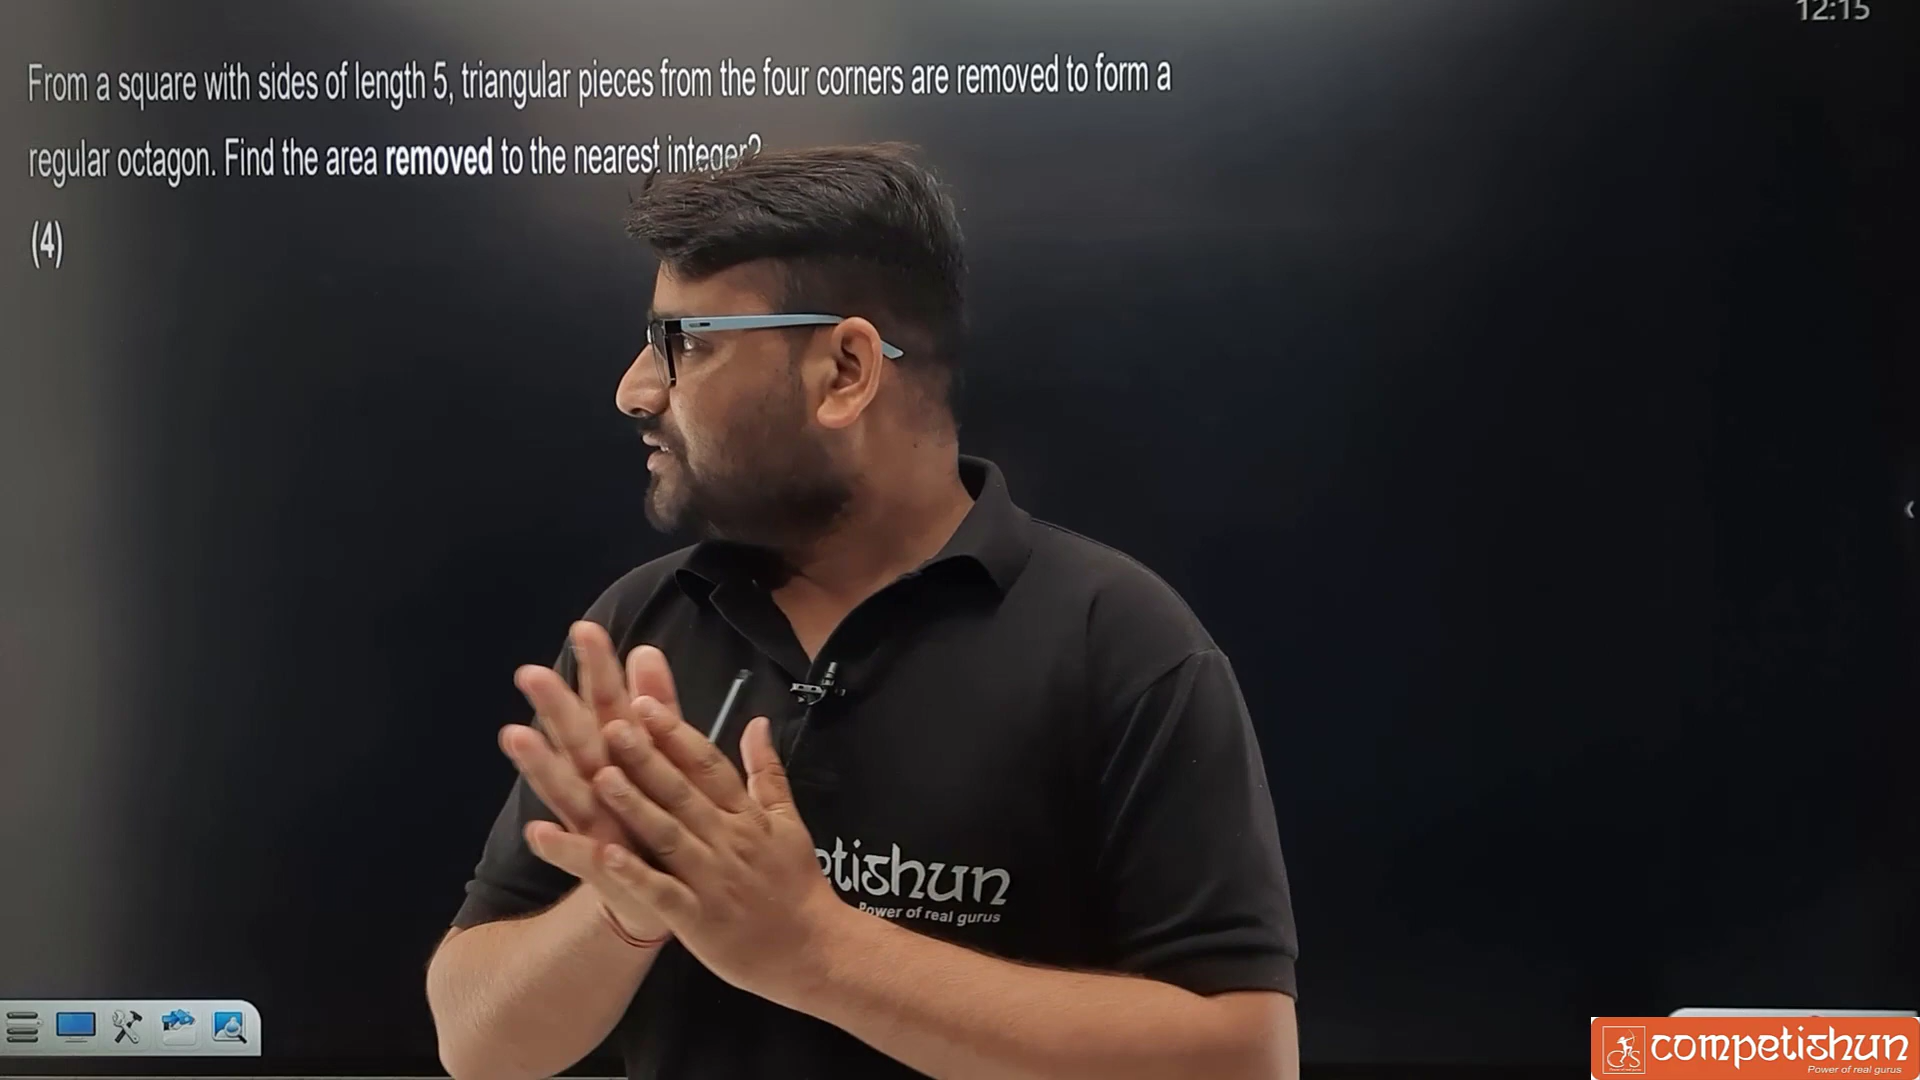 12:15
From a square with sides of length 5, triangular pieces from the four corners are removed to form a
regular octagon. Find the area removed to the nearest integer?
(4)
etishun
Power of real gurus
competishun
Power of real gurus